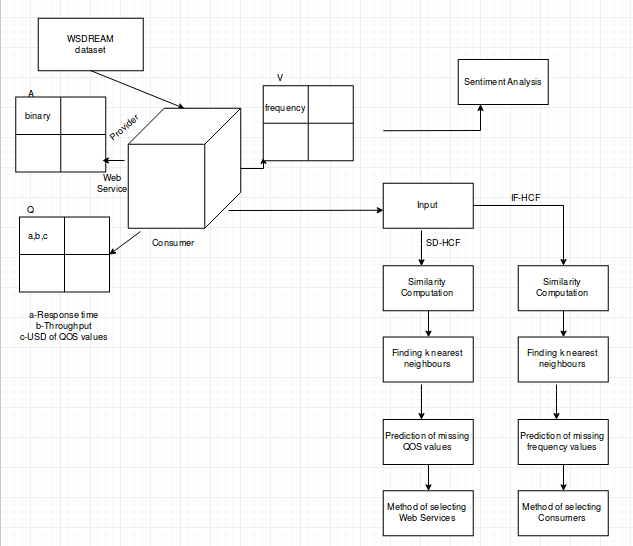 WSDREAM
dataset
V
Sentiment Analysis
A
binary
frequency
Provider
Web
Service
Q
a,b,c
Consumer
Input
IF-HCF
SD-HCF
Similarity
Computation
Similarity
Computation
a-Response time
b-Throughput
c-USD of QOS values
Finding k nearest
neighbours
Finding k nearest
neighbours
Prediction of missing
QOS values
Prediction of missing
frequency values
Method of selecting
Web Services
Method of selecting
Consumers